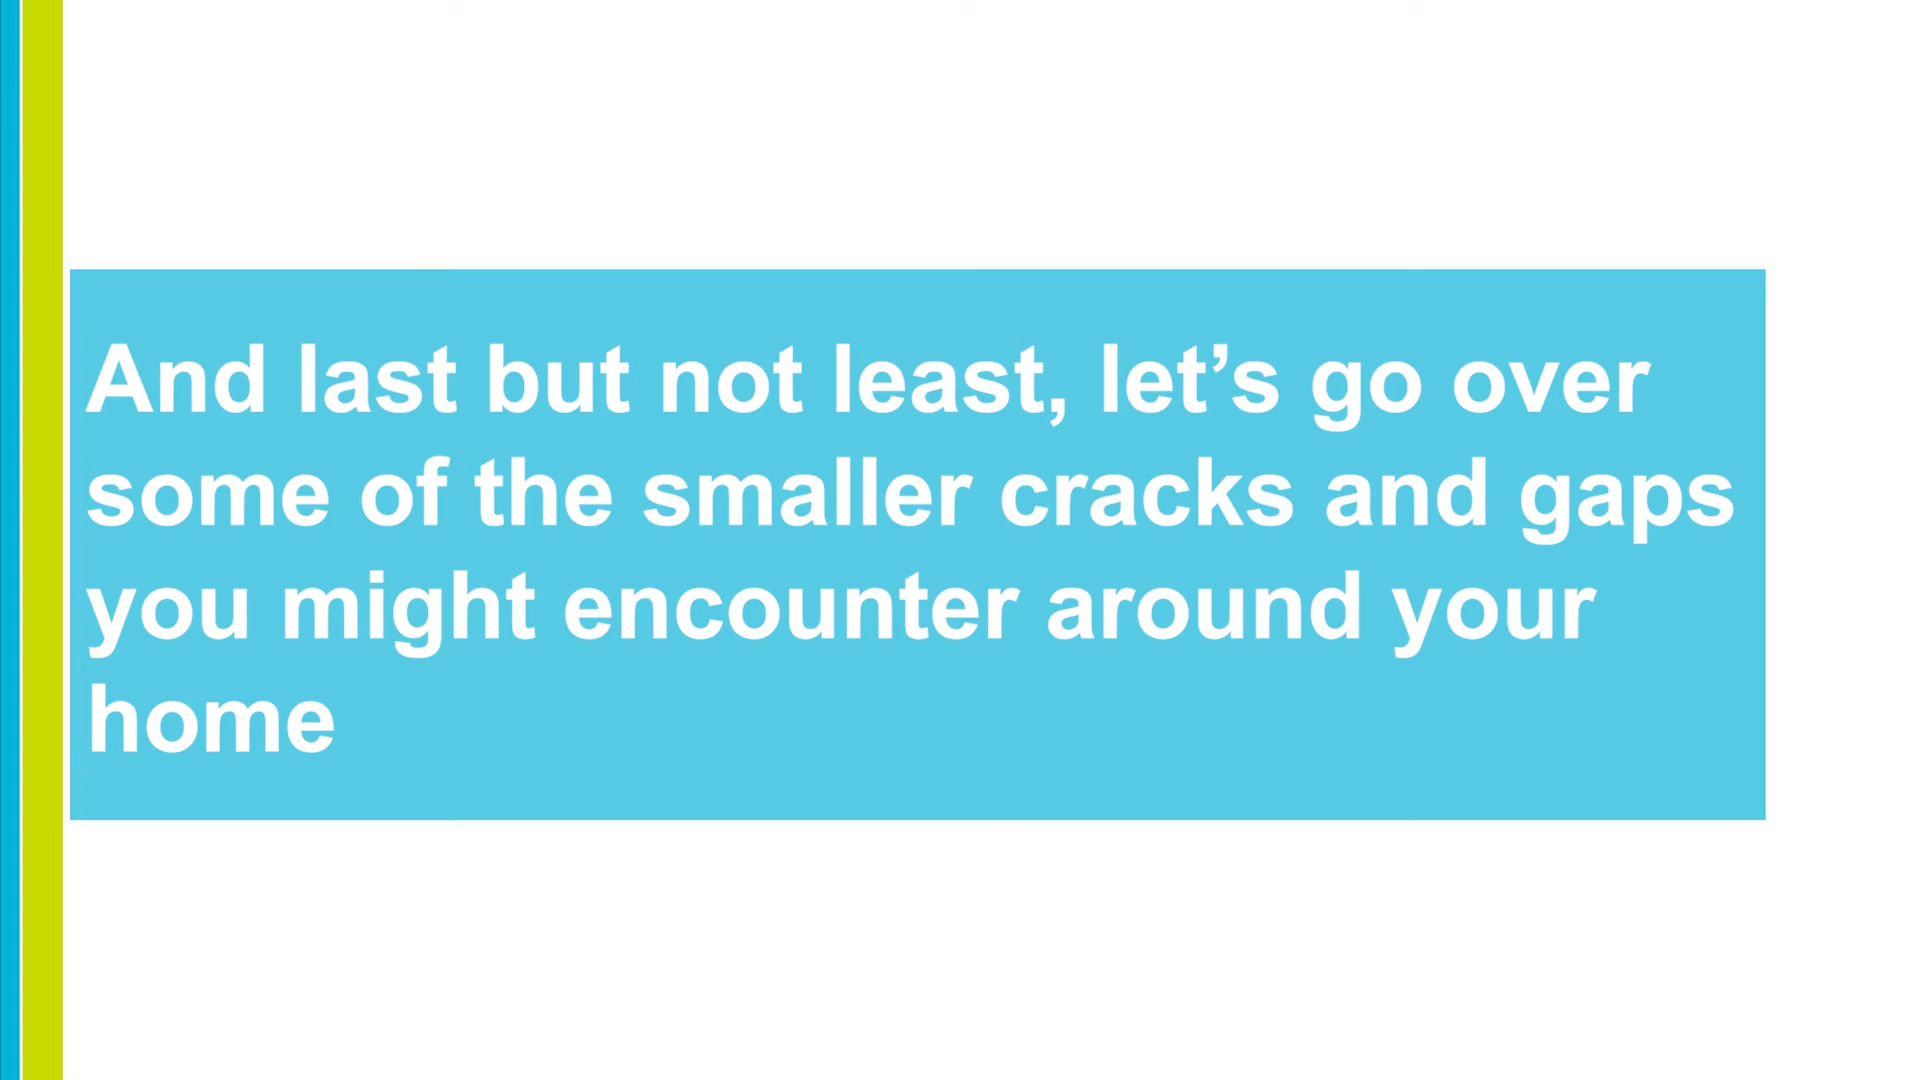 And last but not least, let’s go over
some of the smaller cracks and gaps
you might encounter around your
home